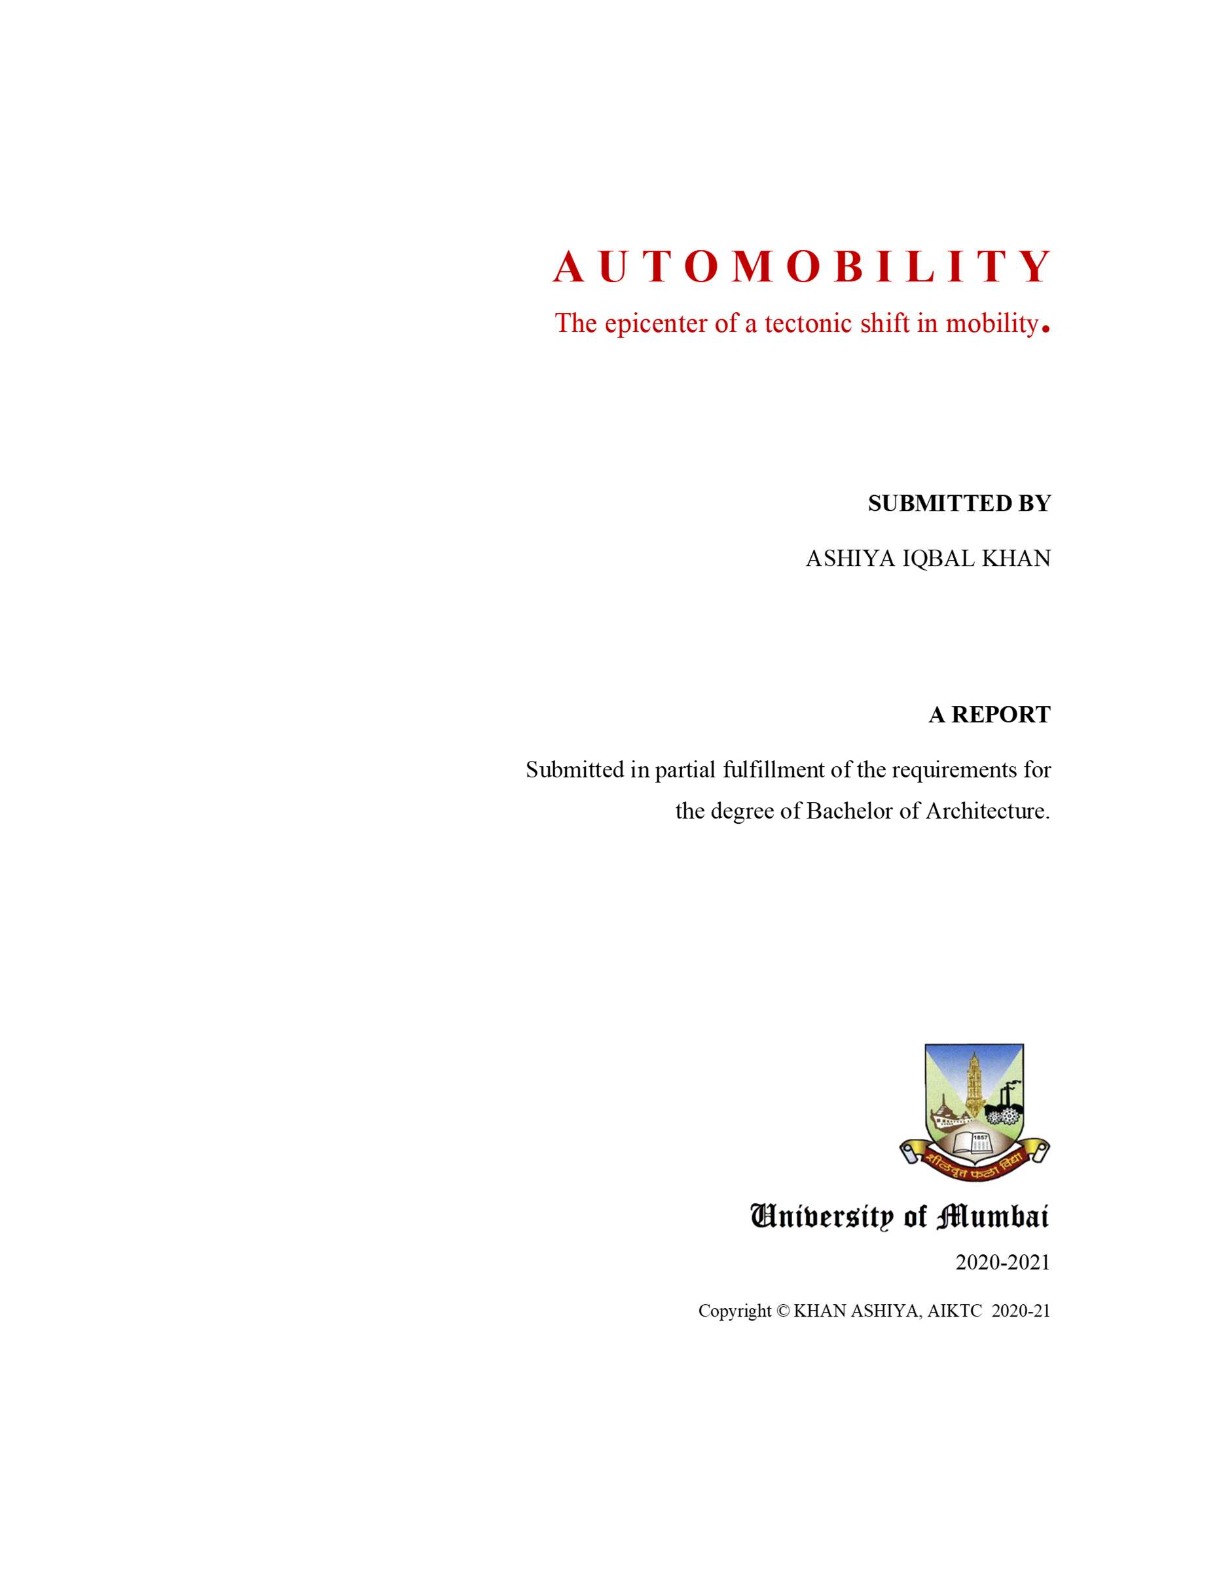 AUTOMOBILITY
The epicenter of a tectonic shift in mobility.
SUBMITTED BY
ASHIYA IQBAL KHAN
A REPORT
Submitted in partial fulfillment of the requirements for
the degree of Bachelor of Architecture.
1857
शीलवृत्त फला विद्या
University of Mumbai
2020-2021
Copyright © KHAN ASHIYA, AIKTC 2020-21